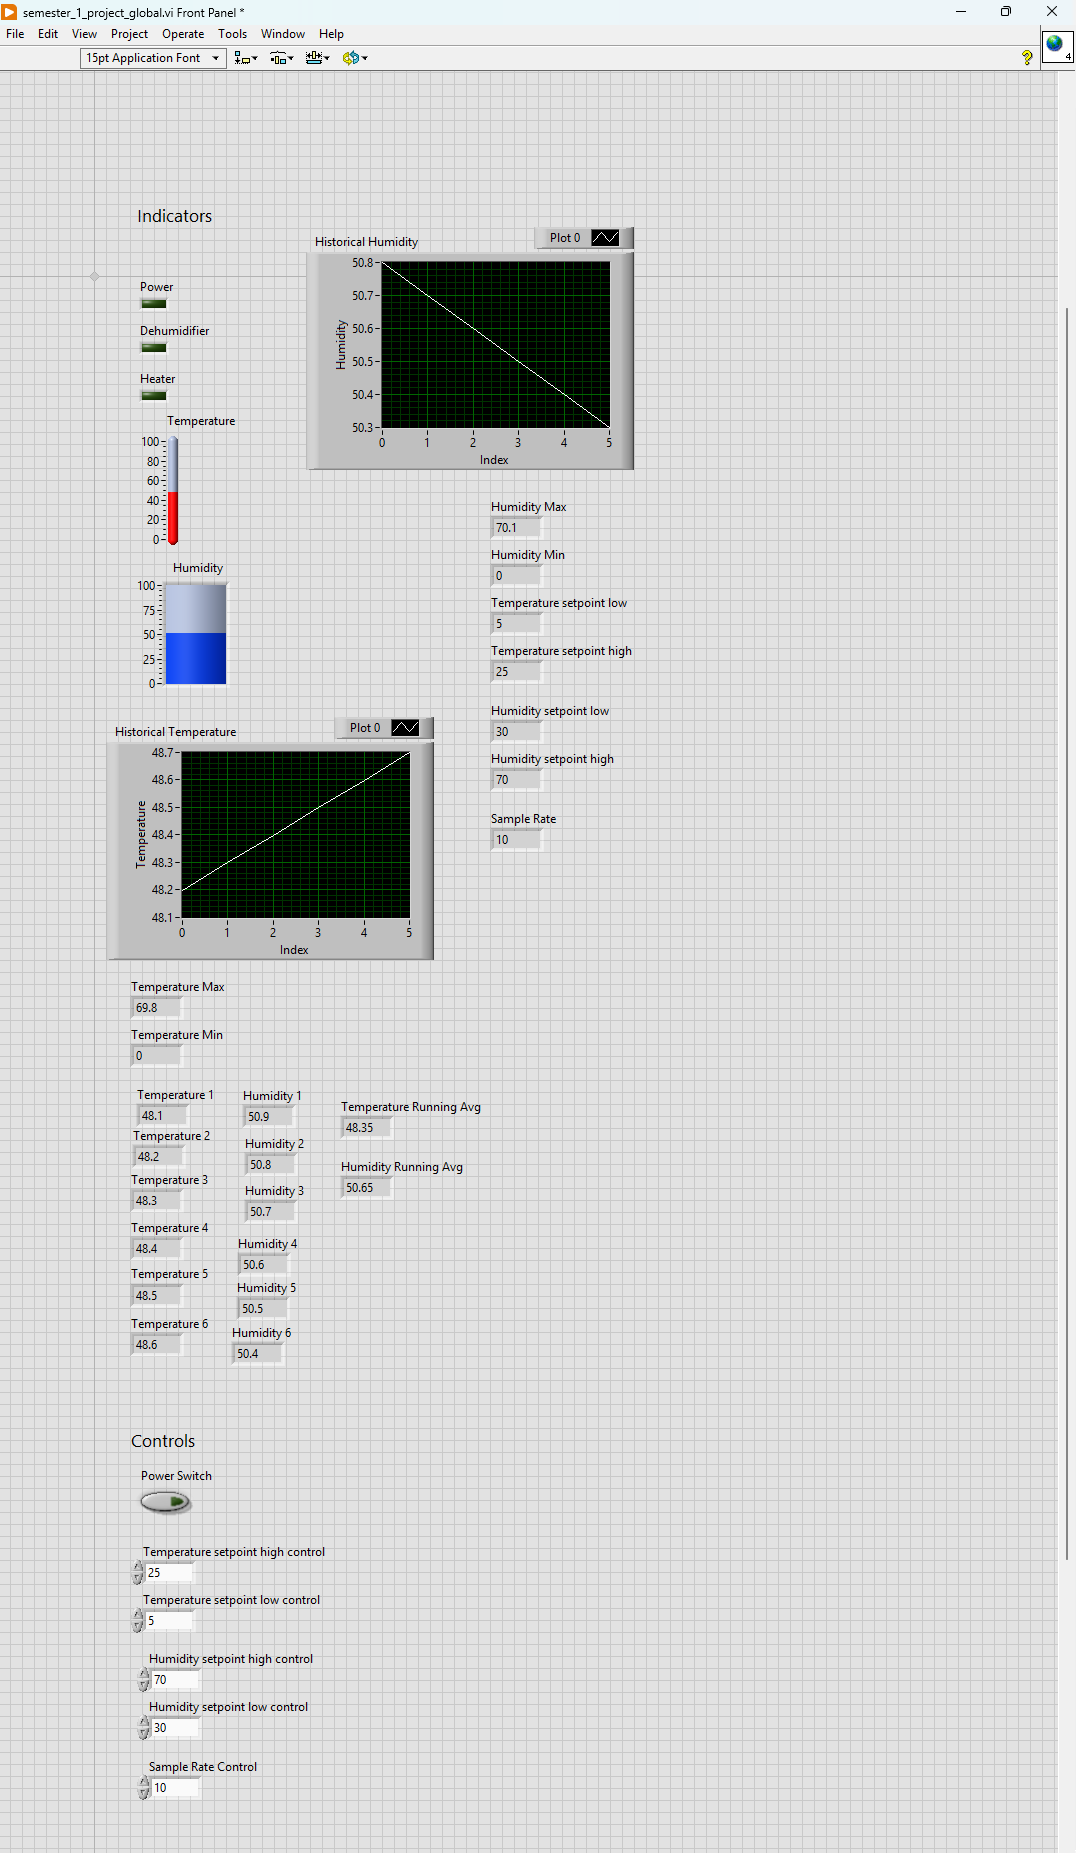 semester_1_project_global.vi Front Panel *
File Edit View Project Operate Tools Window Help
15pt Application Font
?
4
Indicators
Historical Humidity
Plot 0
50.8
50.7
50.6
50.5
50.4
50.3
Humidity
0 1 2 3 4 5
Index
Power
Dehumidifier
Heater
Temperature
100
80
60
40
20
0
Humidity
100
75
50
25
0
Humidity Max
70.1
Humidity Min
0
Temperature setpoint low
5
Temperature setpoint high
25
Humidity setpoint low
30
Humidity setpoint high
70
Sample Rate
10
Historical Temperature
Plot 0
48.7
48.6
48.5
48.4
48.3
48.2
48.1
Temperature
0 1 2 3 4 5
Index
Temperature Max
69.8
Temperature Min
0
Temperature 1
48.1
Temperature 2
48.2
Temperature 3
48.3
Temperature 4
48.4
Temperature 5
48.5
Temperature 6
48.6
Humidity 1
50.9
Humidity 2
50.8
Humidity 3
50.7
Humidity 4
50.6
Humidity 5
50.5
Humidity 6
50.4
Temperature Running Avg
48.35
Humidity Running Avg
50.65
Controls
Power Switch
Temperature setpoint high control
25
Temperature setpoint low control
5
Humidity setpoint high control
70
Humidity setpoint low control
30
Sample Rate Control
10